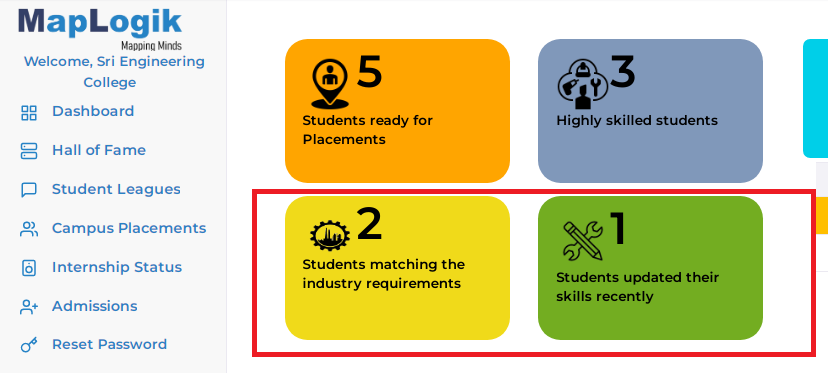 MapLogik
Mapping Minds
Welcome, Sri Engineering
College
Dashboard
Hall of Fame
Student Leagues
Campus Placements
Internship Status
Admissions
Reset Password
5
Students ready for
Placements
3
Highly skilled students
2
Students matching the
industry requirements
1
Students updated their
skills recently